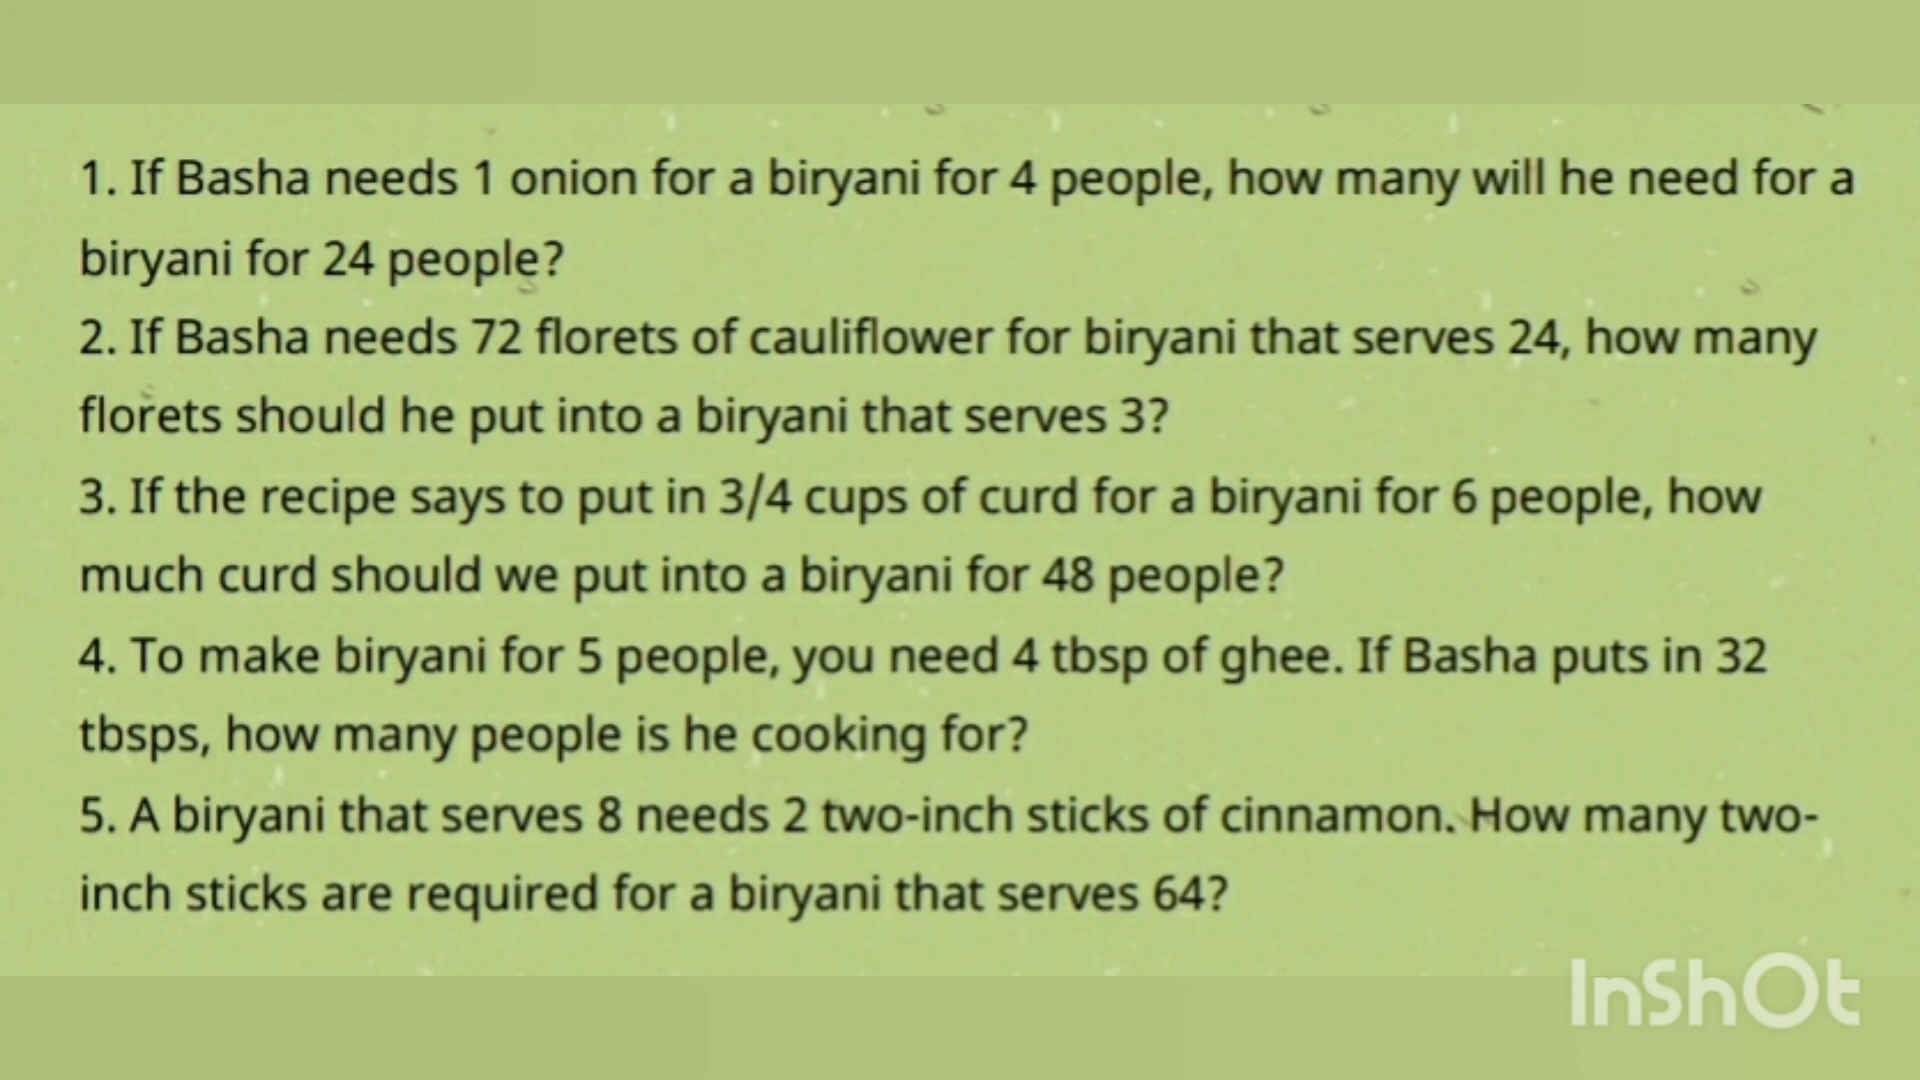 1. If Basha needs 1 onion for a biryani for 4 people, how many will he need for a
biryani for 24 people?
2. If Basha needs 72 florets of cauliflower for biryani that serves 24, how many
florets should he put into a biryani that serves 3?
3. If the recipe says to put in 3/4 cups of curd for a biryani for 6 people, how
much curd should we put into a biryani for 48 people?
4. To make biryani for 5 people, you need 4 tbsp of ghee. If Basha puts in 32
tbsps, how many people is he cooking for?
5. A biryani that serves 8 needs 2 two-inch sticks of cinnamon. How many two-
inch sticks are required for a biryani that serves 64?
InShOt